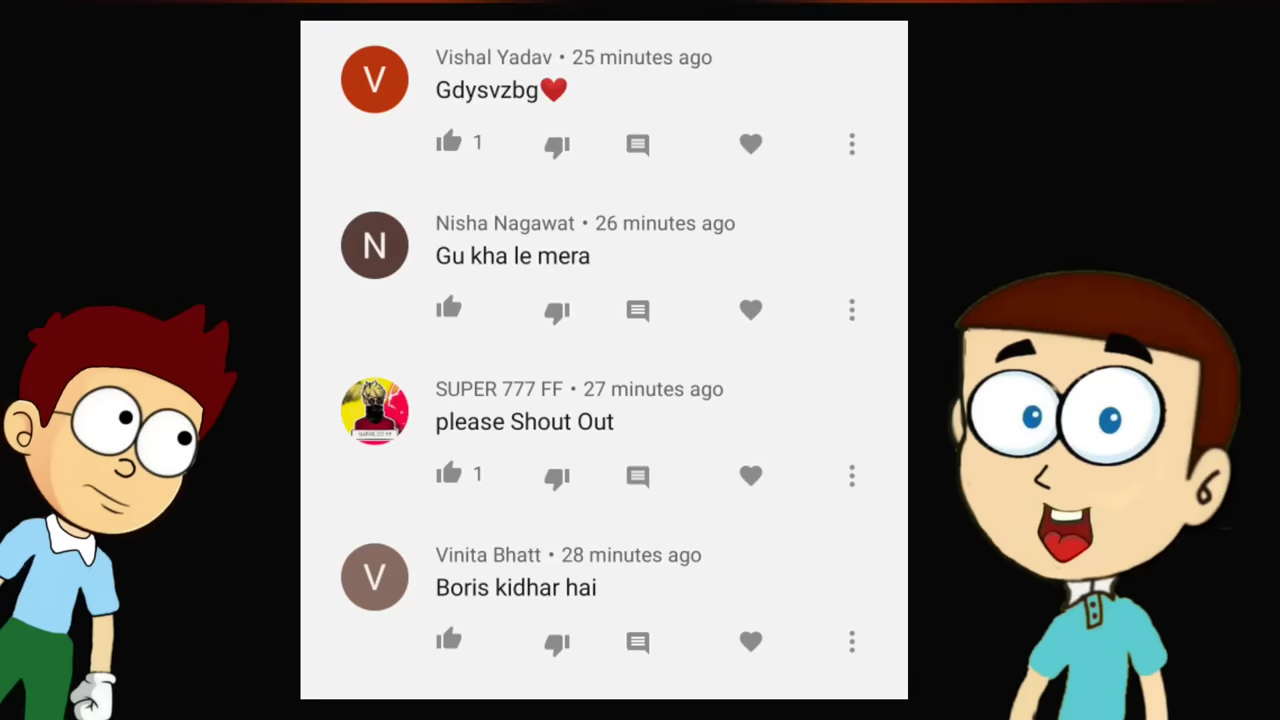 V
Vishal Yadav • 25 minutes ago
Gdysvzbg❤️
1
N
Nisha Nagawat • 26 minutes ago
Gu kha le mera
SUPER 777 FF • 27 minutes ago
please Shout Out
1
V
Vinita Bhatt • 28 minutes ago
Boris kidhar hai